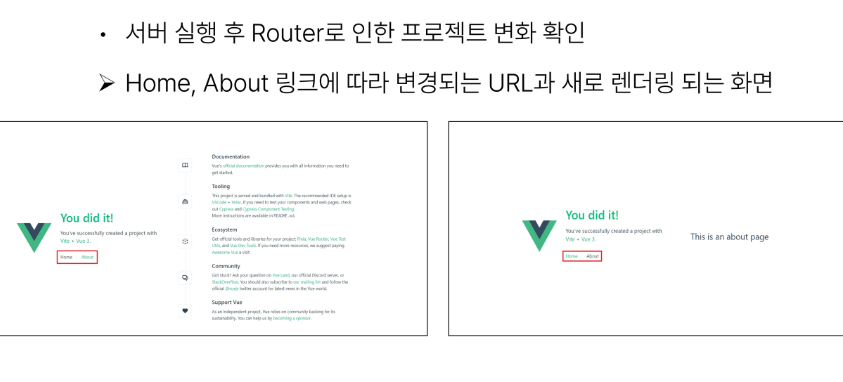 • 서버 실행 후 Router로 인한 프로젝트 변화 확인
➢ Home, About 링크에 따라 변경되는 URL과 새로 렌더링 되는 화면
You did it!
You've successfully created a project with
Vite + Vue 3.
Home About
Documentation
Vue's official documentation provides you with all information you need to
get started.
Tooling
This project is served and bundled with Vite. The recommended IDE setup is
VSCode + Volar. If you need to test your components and web pages, check
out Cypress and Cypress Component Testing.
More instructions are available in README.md.
Ecosystem
Get official tools and libraries for your project: Pinia, Vue Router, Vue Test
Utils, and Vue Dev Tools. If you need more resources, we suggest paying
Awesome Vue a visit.
Community
Got stuck? Ask your question on Vue Land, our official Discord server, or
StackOverflow. You should also subscribe to our mailing list and follow the
official @vuejs twitter account for latest news in the Vue world.
Support Vue
As an independent project, Vue relies on community backing for its
sustainability. You can help us by becoming a sponsor.
You did it!
You've successfully created a project with
Vite + Vue 3.
Home About
This is an about page